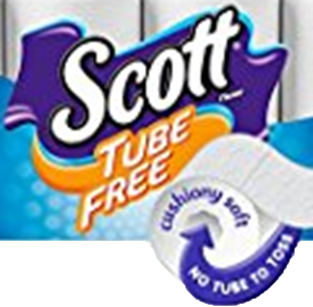 Scott
TUBE
FREE
cushiony soft
NO TUBE TO TOSS